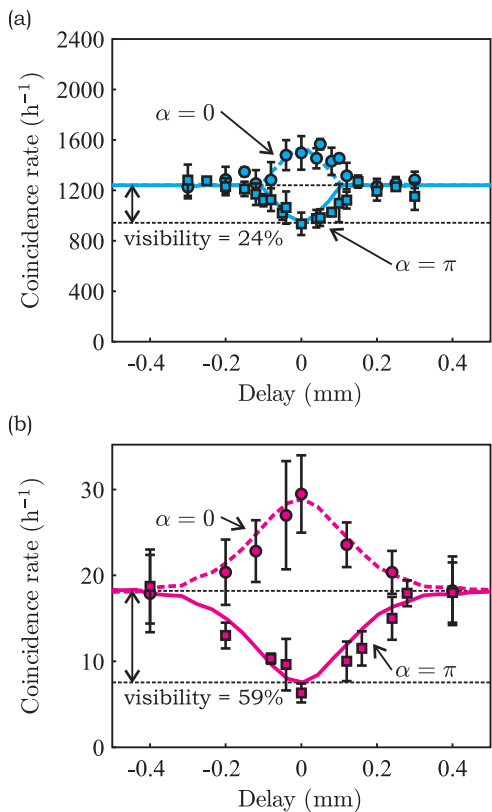 (a)
2400
2000
1600
1200
800
400
0
Coincidence rate (h⁻¹)
α = 0
visibility = 24%
α = π
-0.4
-0.2
0
0.2
0.4
Delay (mm)
(b)
30
20
10
0
Coincidence rate (h⁻¹)
α = 0
α = π
visibility = 59%
-0.4
-0.2
0
0.2
0.4
Delay (mm)